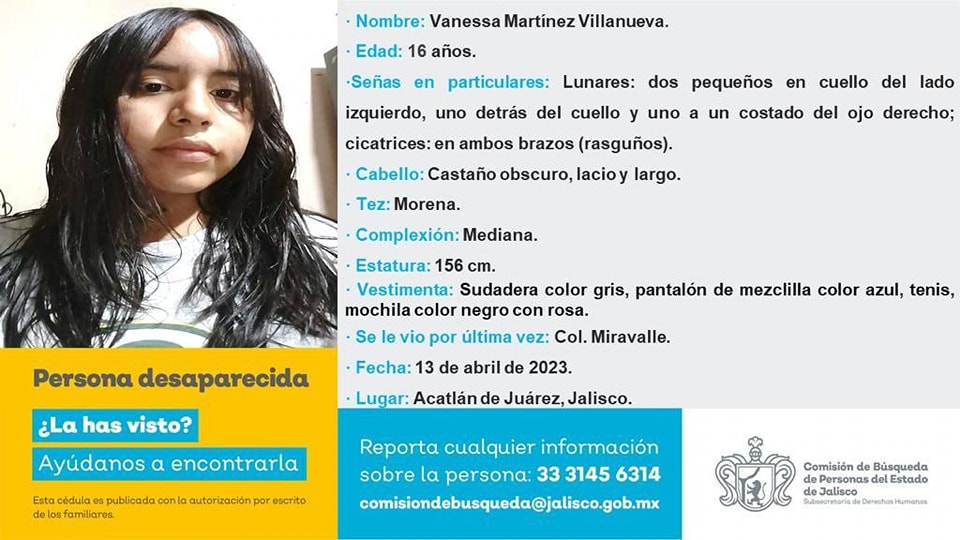 · Nombre: Vanessa Martínez Villanueva.
· Edad: 16 años.
·Señas en particulares: Lunares: dos pequeños en cuello del lado
izquierdo, uno detrás del cuello y uno a un costado del ojo derecho;
cicatrices: en ambos brazos (rasguños).
· Cabello: Castaño obscuro, lacio y largo.
· Tez: Morena.
· Complexión: Mediana.
· Estatura: 156 cm.
· Vestimenta: Sudadera color gris, pantalón de mezclilla color azul, tenis,
mochila color negro con rosa.
· Se le vio por última vez: Col. Miravalle.
· Fecha: 13 de abril de 2023.
· Lugar: Acatlán de Juárez, Jalisco.
Persona desaparecida
¿La has visto?
Ayúdanos a encontrarla
Esta cédula es publicada con la autorización por escrito
de los familiares.
Reporta cualquier información
sobre la persona: 33 3145 6314
comisiondebusqueda@jalisco.gob.mx
Comisión de Búsqueda
de Personas del Estado
de Jalisco
Subsecretaría de Derechos Humanos